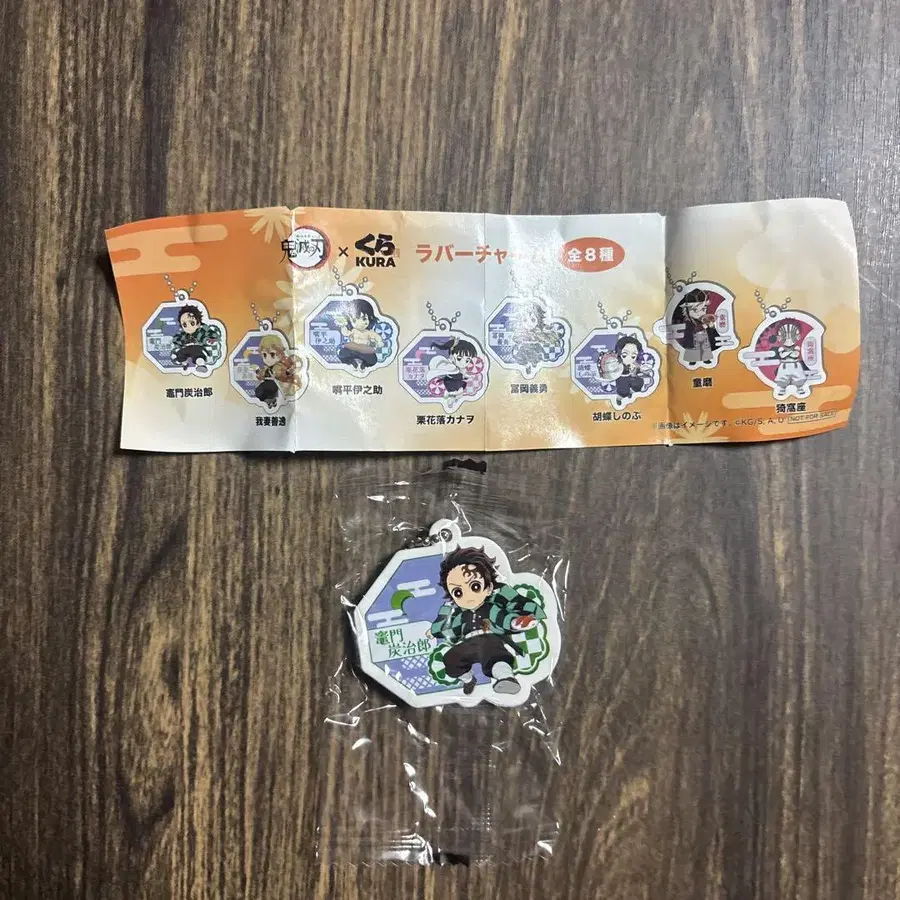 鬼滅刃
×
くら
KURA
ラバーチャーム
全8種
竈門炭治郎
我妻善逸
嘴平伊之助
栗花落カナヲ
冨岡義勇
胡蝶しのぶ
童磨
猗窩座
※画像はイメージです。©KG/S, A, U NOT FOR SALE
竈門
炭治郎